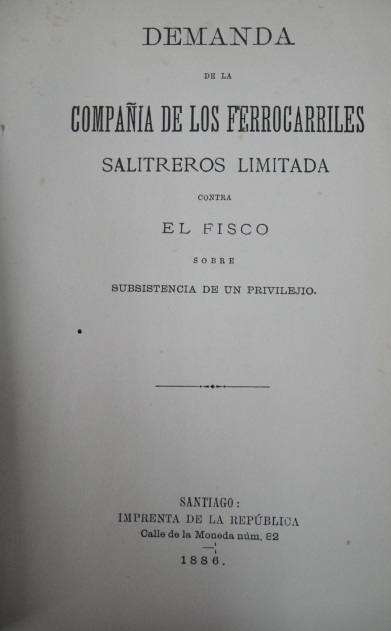 DEMANDA
DE LA
COMPAÑIA DE LOS FERROCARRILES
SALITREROS LIMITADA
CONTRA
EL FISCO
SOBRE
SUBSISTENCIA DE UN PRIVILEJIO.
SANTIAGO:
IMPRENTA DE LA REPÚBLICA
Calle de la Moneda núm, 82
1886.